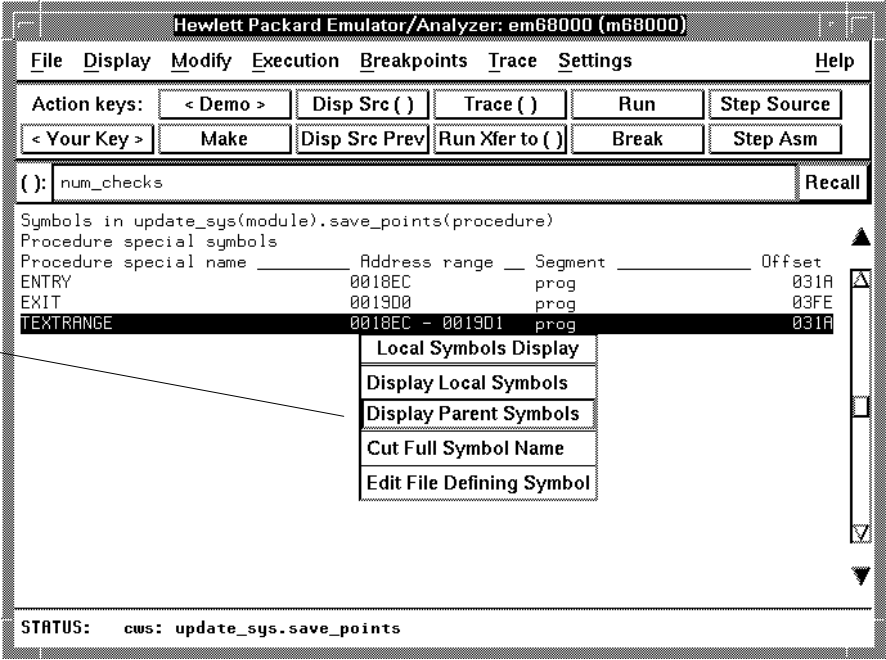 Hewlett Packard Emulator/Analyzer: em68000 (m68000)
File Display Modify Execution Breakpoints Trace Settings Help
Action keys: < Demo > Disp Src ( ) Trace ( ) Run Step Source
< Your Key > Make Disp Src Prev Run Xfer to ( ) Break Step Asm
( ): num_checks Recall
Symbols in update_sys(module).save_points(procedure)
Procedure special symbols
Procedure special name _________ Address range __ Segment _____________ Offset
ENTRY 0018EC prog 031A
EXIT 0019D0 prog 03FE
TEXTRANGE 0018EC - 0019D1 prog 031A
Local Symbols Display
Display Local Symbols
Display Parent Symbols
Cut Full Symbol Name
Edit File Defining Symbol
STATUS: cws: update_sys.save_points